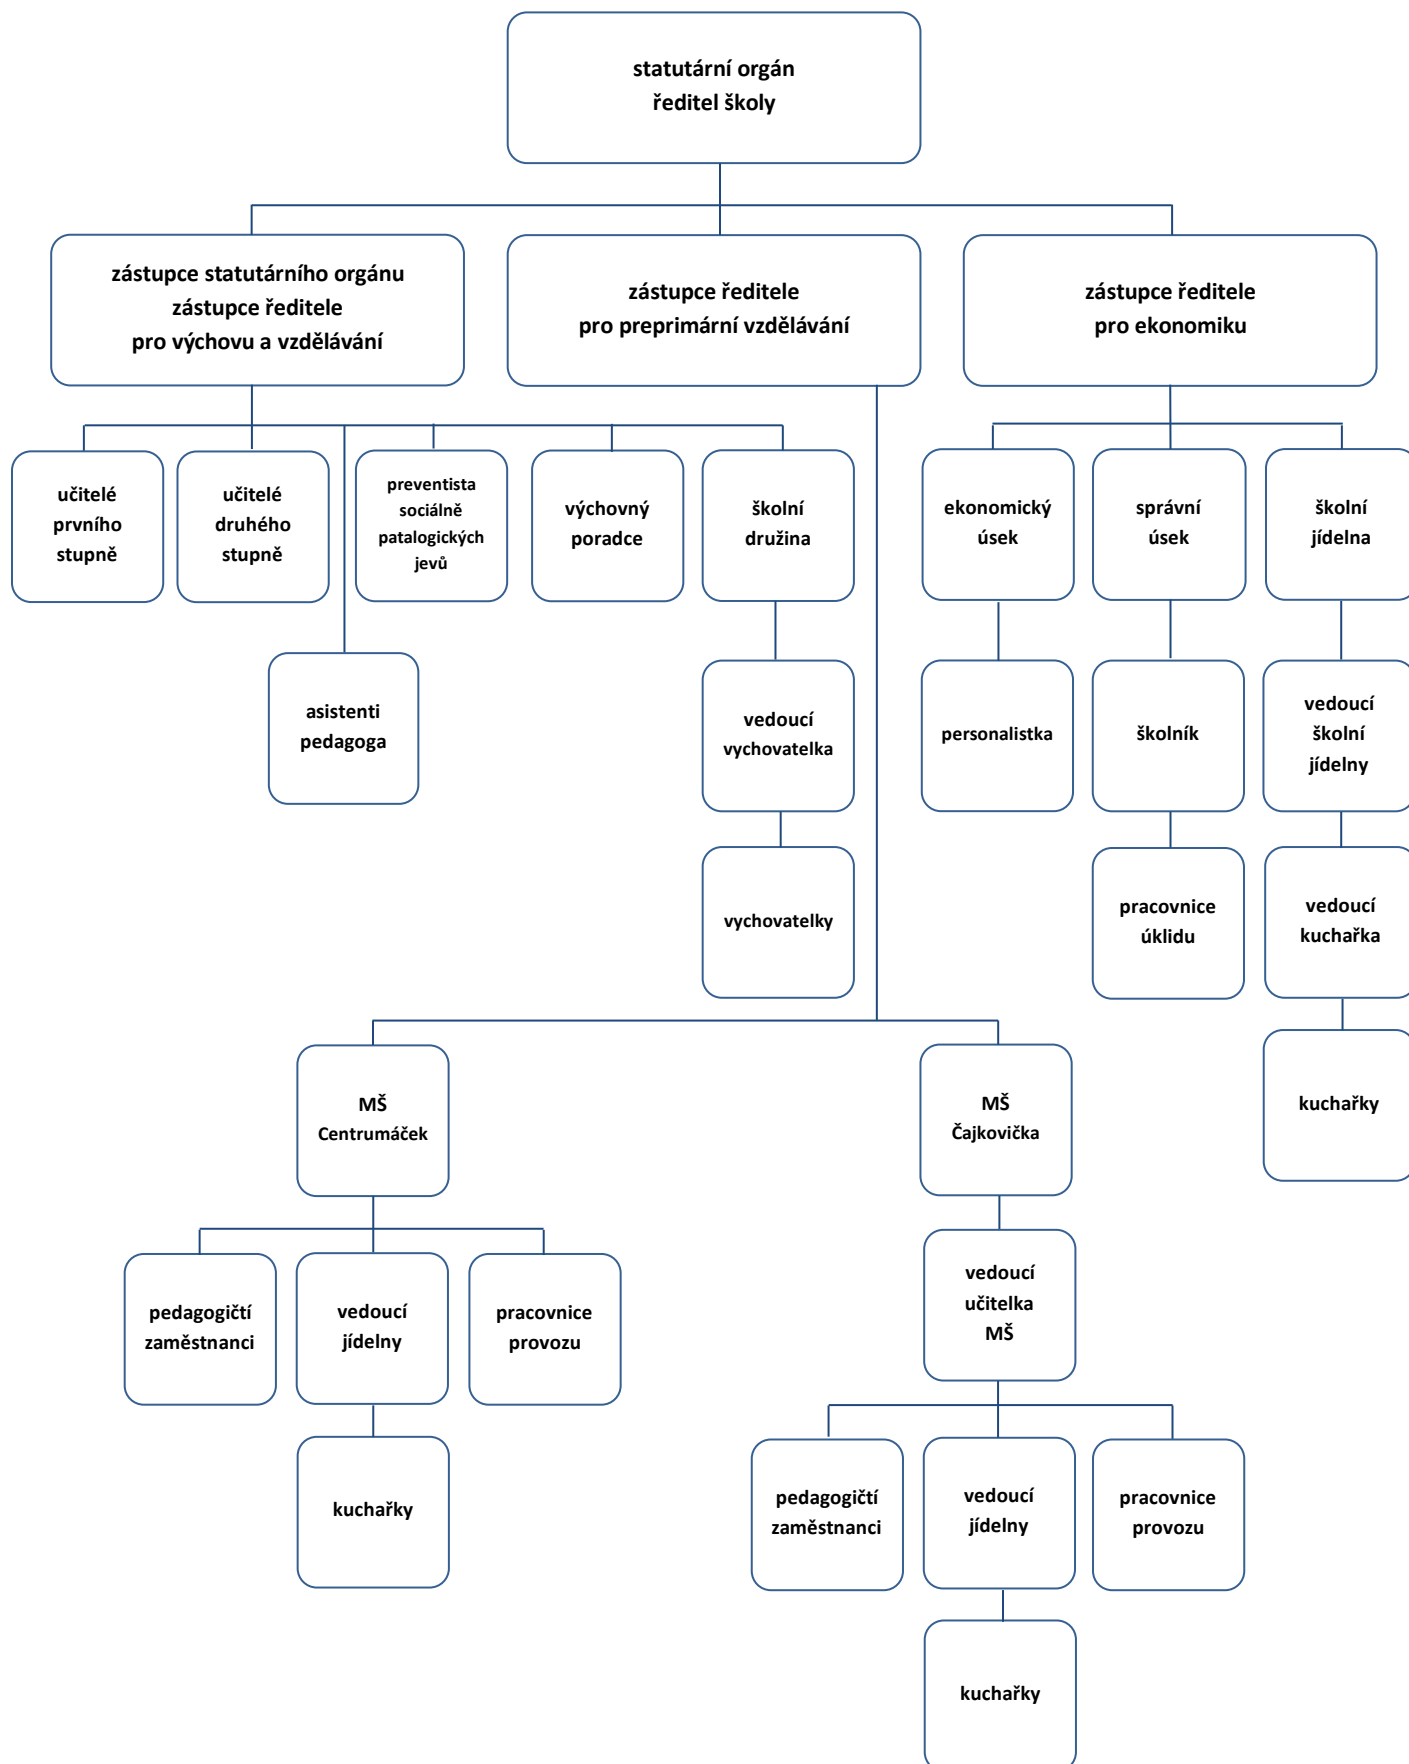 statutární orgán
ředitel školy
zástupce statutárního orgánu
zástupce ředitele
pro výchovu a vzdělávání
zástupce ředitele
pro preprimární vzdělávání
zástupce ředitele
pro ekonomiku
učitelé
prvního
stupně
učitelé
druhého
stupně
preventista
sociálně
patalogických
jevů
výchovný
poradce
školní
družina
ekonomický
úsek
správní
úsek
školní
jídelna
asistenti
pedagoga
vedoucí
vychovatelka
personalistka
školník
vedoucí
školní
jídelny
vychovatelky
pracovnice
úklidu
vedoucí
kuchařka
MŠ
Centrumáček
MŠ
Čajkovička
kuchařky
pedagogičtí
zaměstnanci
vedoucí
jídelny
pracovnice
provozu
vedoucí
učitelka
MŠ
kuchařky
pedagogičtí
zaměstnanci
vedoucí
jídelny
pracovnice
provozu
kuchařky